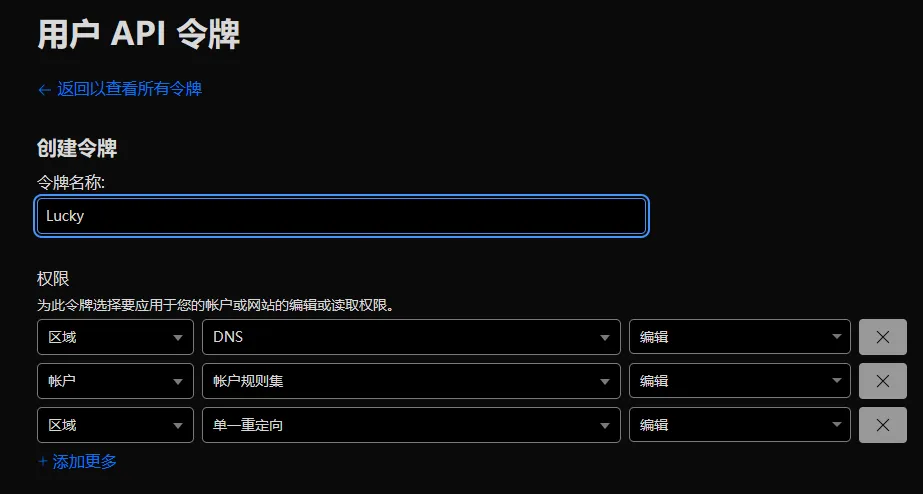 用户 API 令牌
← 返回以查看所有令牌
创建令牌
令牌名称:
Lucky
权限
为此令牌选择要应用于您的帐户或网站的编辑或读取权限。
区域 DNS 编辑
帐户 帐户规则集 编辑
区域 单一重定向 编辑
+ 添加更多